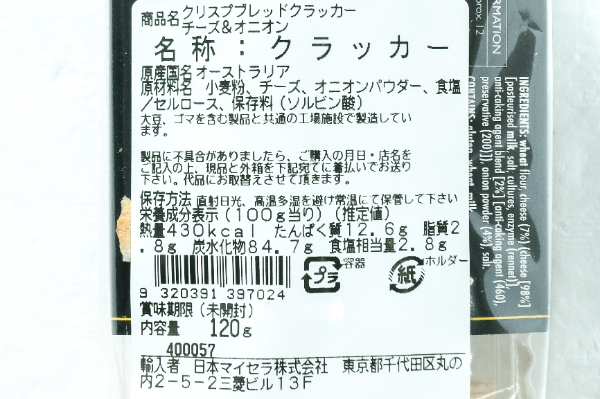 商品名 クリスプブレッドクラッカー
チーズ&オニオン
名称:クラッカー
原産国名 オーストラリア
原材料名 小麦粉、チーズ、オニオンパウダー、食塩
/セルロース、保存料(ソルビン酸)
大豆、ゴマを含む製品と共通の工場施設で製造してい
ます。
製品に不具合がありましたら、ご購入の月日・店名を
ご記入の上、現品と外箱を下記宛てに着払いでお送り
下さい。代品にお取替えさせて頂きます。
保存方法 直射日光、高温多湿を避け常温にて保管して下さい
栄養成分表示(100g当り)(推定値)
熱量430kcal たんぱく質12.6g 脂質2
.8g 炭水化物84.7g 食塩相当量2.8g
プラ 容器 紙 ホルダー
9 320391 397024
賞味期限(未開封)
内容量 120g
400057
輸入者 日本マイセラ株式会社 東京都千代田区丸の
内2-5-2三菱ビル13F
RMATION
prox. 12
INGREDIENTS: wheat flour, cheese (7%) (cheese [98%]
[pasteurised milk, salt, cultures, enzyme (rennet)],
anti-caking agent blend [2%] [anti-caking agent (460),
preservative (200)]), onion powder (4%), salt.